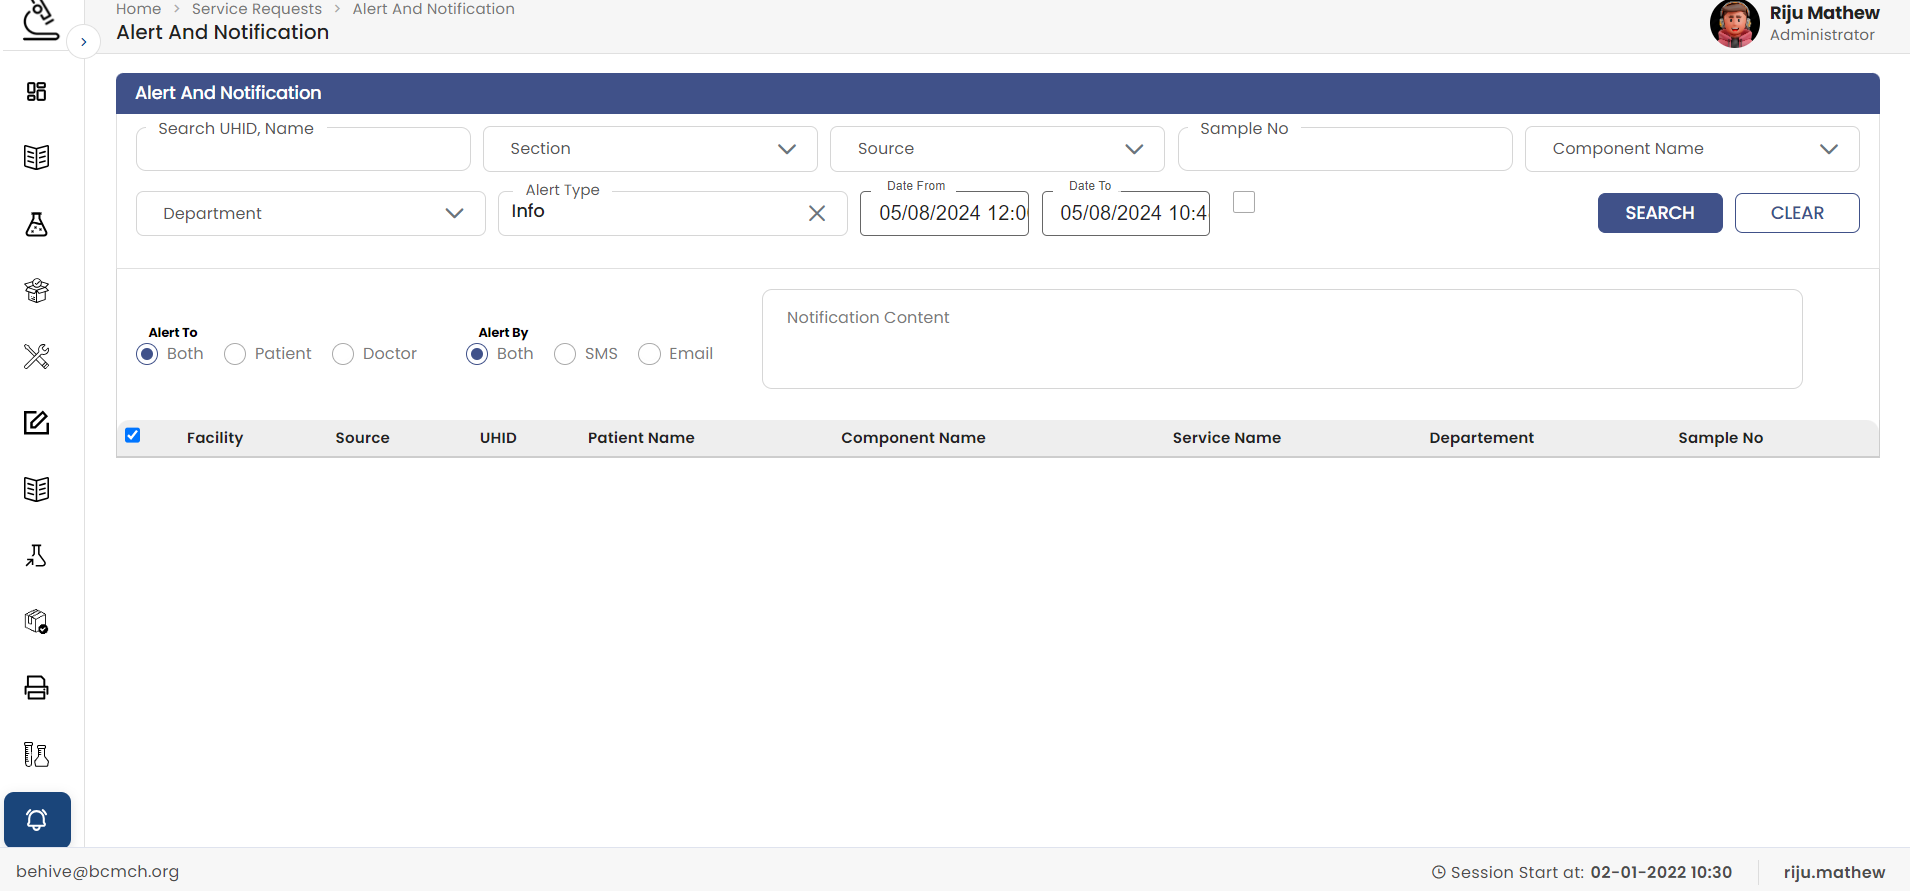 Home > Service Requests > Alert And Notification
Alert And Notification
Riju Mathew
Administrator
Alert And Notification
Search UHID, Name
Section
Source
Sample No
Component Name
Department
Alert Type
Info
Date From
05/08/2024 12:0
Date To
05/08/2024 10:4
SEARCH
CLEAR
Alert To
Both
Patient
Doctor
Alert By
Both
SMS
Email
Notification Content
Facility
Source
UHID
Patient Name
Component Name
Service Name
Departement
Sample No
behive@bcmch.org
Session Start at: 02-01-2022 10:30
riju.mathew